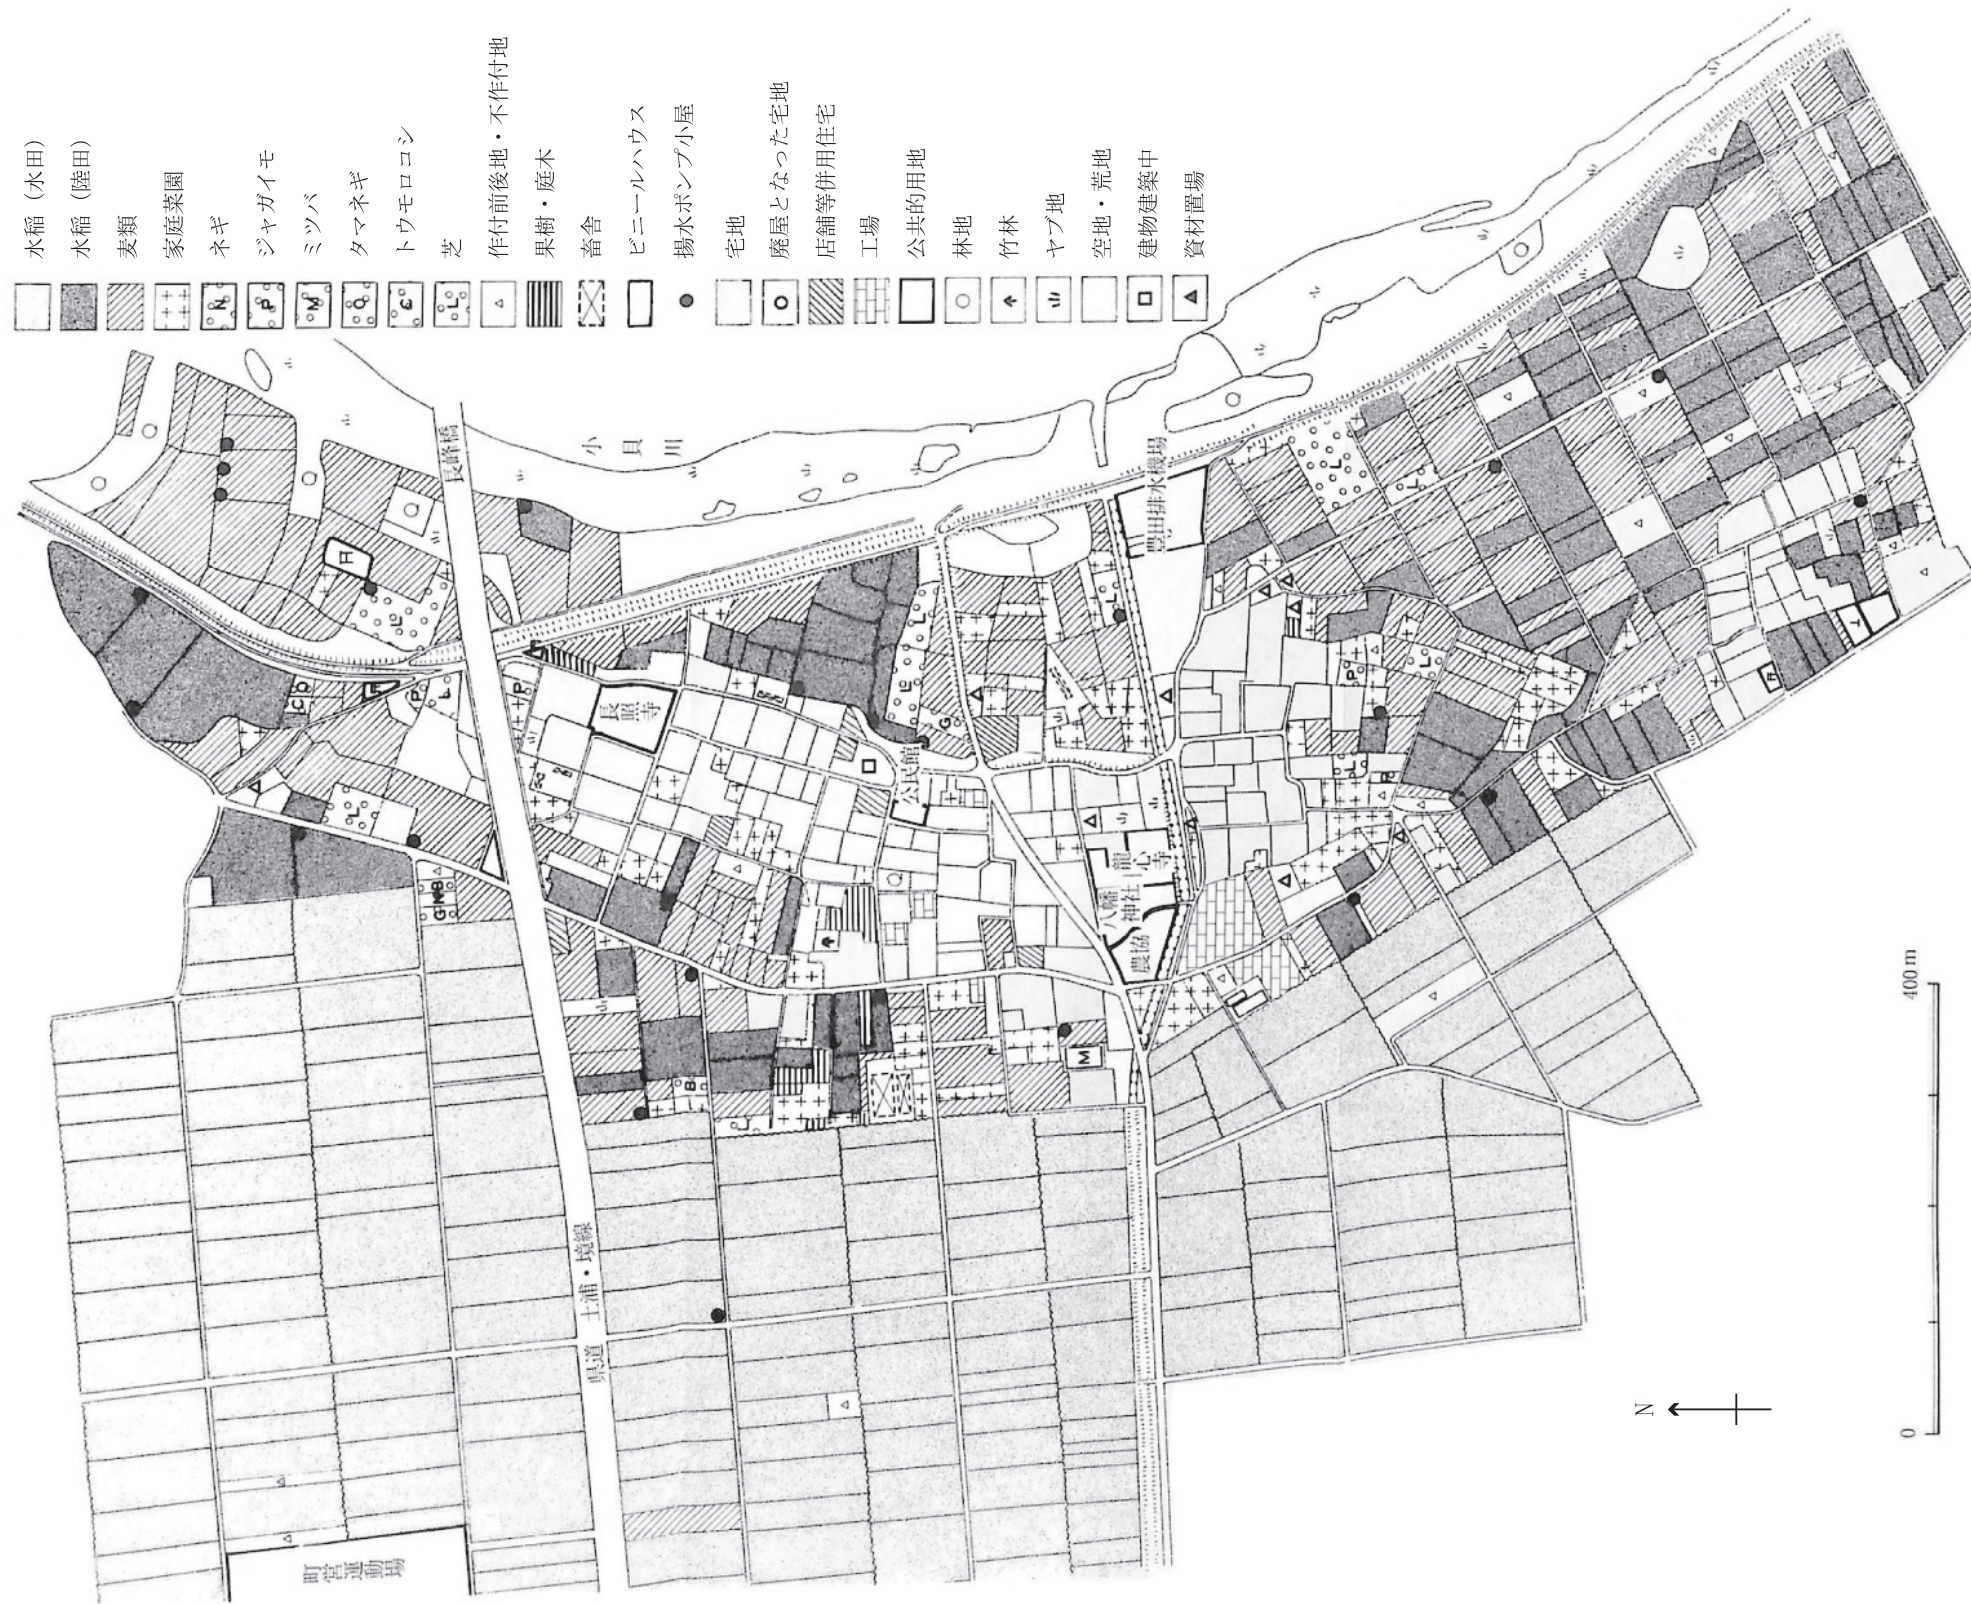 水稲（水田）
水稲（陸田）
麦類
家庭菜園
N ネギ
P ジャガイモ
M ミツバ
O タマネギ
C トウモロコシ
L 芝
作付前後地・不作付地
果樹・庭木
畜舎
ビニールハウス
揚水ポンプ小屋
宅地
廃屋となった宅地
店舗等併用住宅
工場
公共的用地
林地
竹林
ヤブ地
空地・荒地
建物建築中
資材置場
長峰橋
小貝川
豊田排水機場
長照寺
公民館
龍心寺
八幡神社
農協
県道 土浦・境線
町営運動場
L
L
L
L
L
L
L
L
P
P
P
G
M
B
N
0
400m